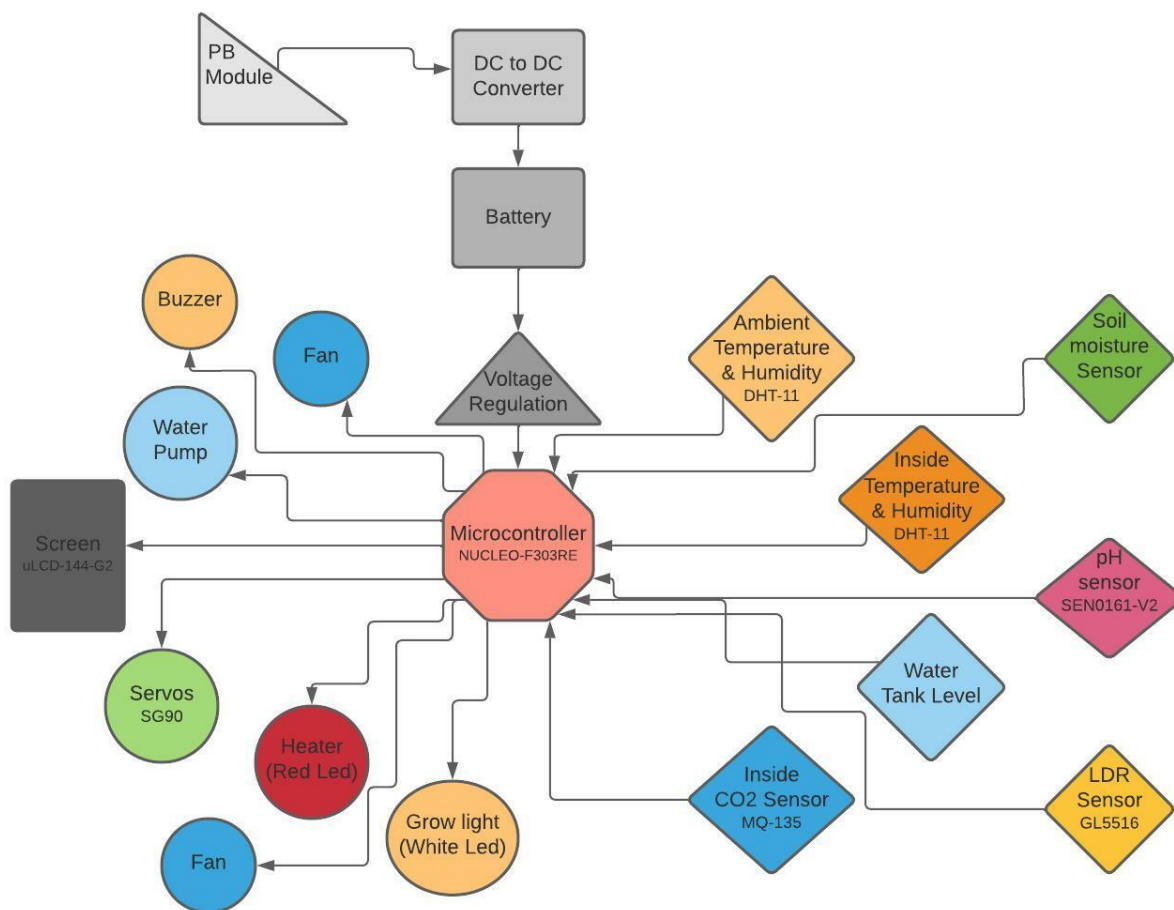 PB
Module
DC to DC
Converter
Battery
Buzzer
Fan
Voltage
Regulation
Ambient
Temperature
& Humidity
DHT-11
Soil
moisture
Sensor
Water
Pump
Inside
Temperature
& Humidity
DHT-11
Screen
uLCD-144-G2
Microcontroller
NUCLEO-F303RE
pH
sensor
SEN0161-V2
Servos
SG90
Water
Tank Level
Heater
(Red Led)
Inside
CO2 Sensor
MQ-135
LDR
Sensor
GL5516
Grow light
(White Led)
Fan